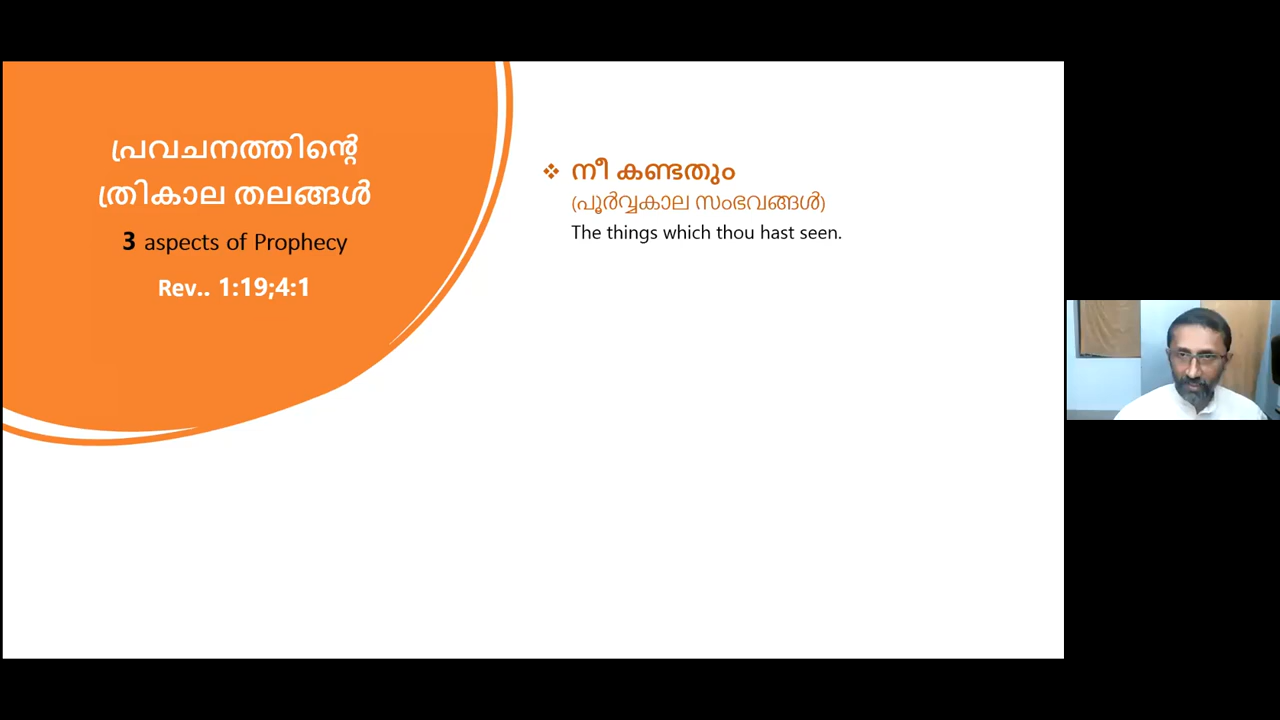 പ്രവചനത്തിന്റെ
ത്രികാല തലങ്ങൾ
3 aspects of Prophecy
Rev.. 1:19;4:1
❖ നീ കണ്ടതും
(പൂർവ്വകാല സംഭവങ്ങൾ)
The things which thou hast seen.